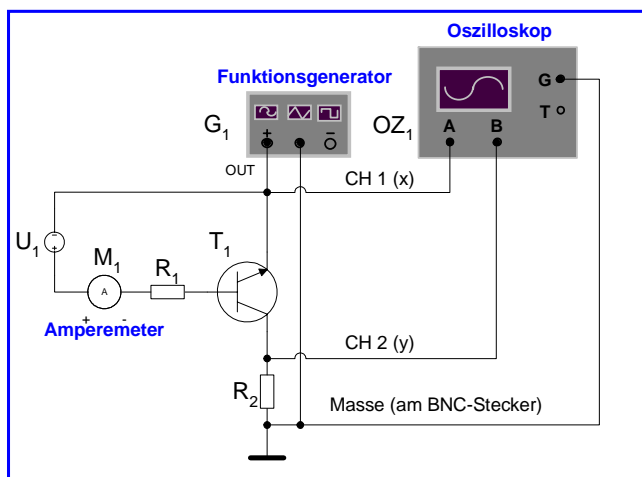 Oszilloskop
Funktionsgenerator
G
G₁
OZ₁
T
A B
+ −
OUT
CH 1 (x)
− +
U₁
T₁
M₁
R₁
A
+ -
Amperemeter
CH 2 (y)
R₂
Masse (am BNC-Stecker)